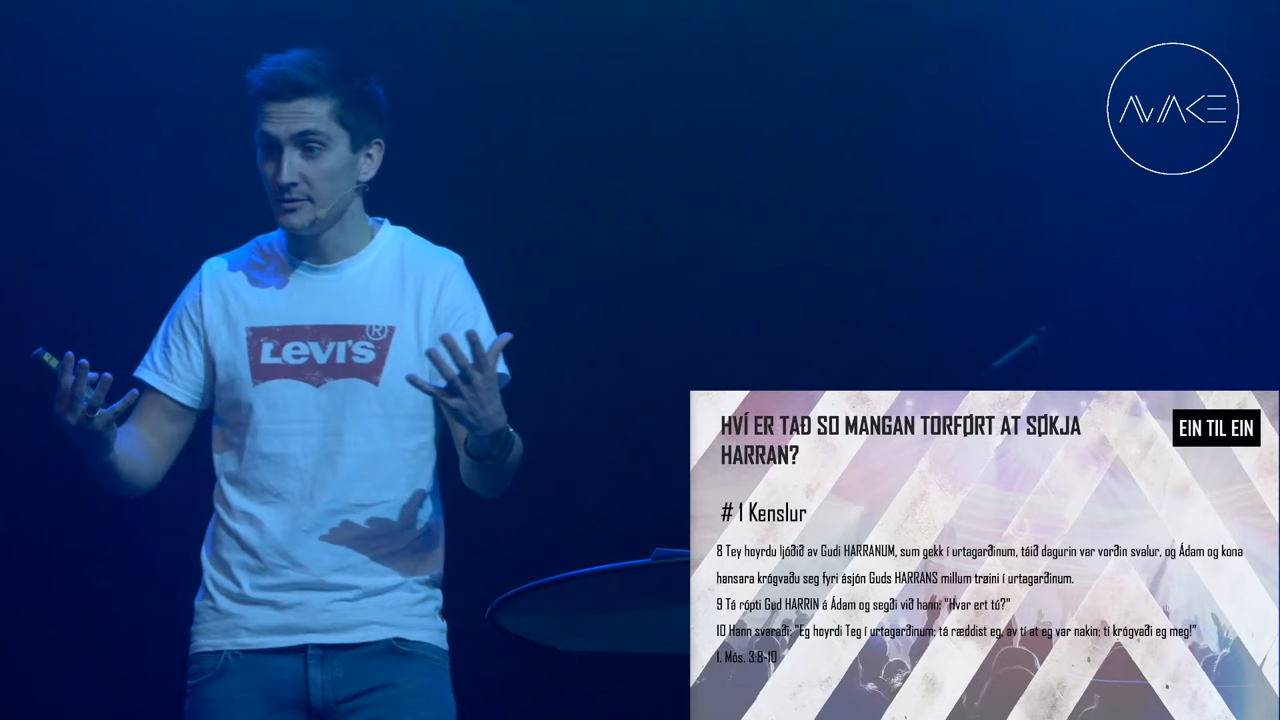 AWAKE
LEVI'S
®
HVÍ ER TAÐ SO MANGAN TORFØRT AT SØKJA
HARRAN?
EIN TIL EIN
# 1 Kenslur
8 Tey hoyrdu ljóðið av Gudi HARRANUM, sum gekk í urtagarðinum, táið dagurin var vorðin svalur, og Ádam og kona
hansara krógvaðu seg fyri ásjón Guds HARRANS millum trøini í urtagarðinum.
9 Tá rópti Gud HARRIN á Ádam og segði við hann: "Hvar ert tú?"
10 Hann svaraði: "Eg hoyrdi Teg í urtagarðinum; tá ræddist eg, av tí at eg var nakin; tí krógvaði eg meg!"
1. Mós. 3:8-10